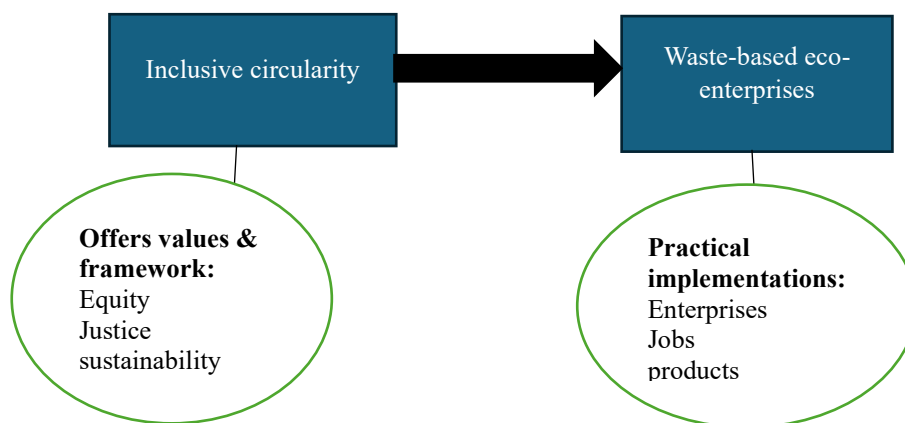 Inclusive circularity
Waste-based eco-
enterprises
Offers values &
framework:
Equity
Justice
sustainability
Practical
implementations:
Enterprises
Jobs
products